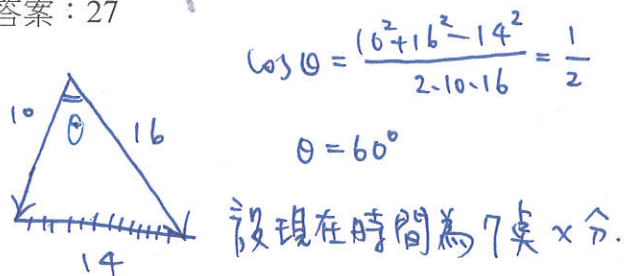 答案：27
cos θ = (10²+16²-14²)/(2·10·16) = 1/2
10
θ
16
θ = 60°
14
設現在時間為7點x分.